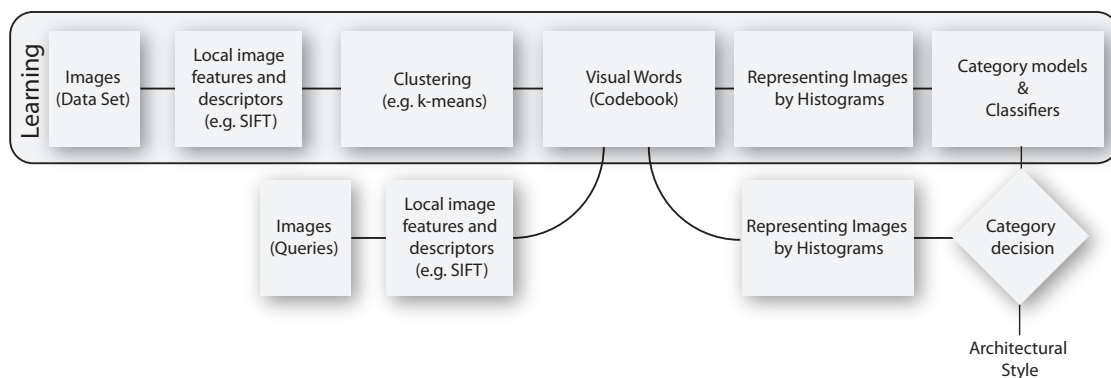 Learning
Images
(Data Set)
Local image
features and
descriptors
(e.g. SIFT)
Clustering
(e.g. k-means)
Visual Words
(Codebook)
Representing Images
by Histograms
Category models
&
Classifiers
Images
(Queries)
Local image
features and
descriptors
(e.g. SIFT)
Representing Images
by Histograms
Category
decision
Architectural
Style